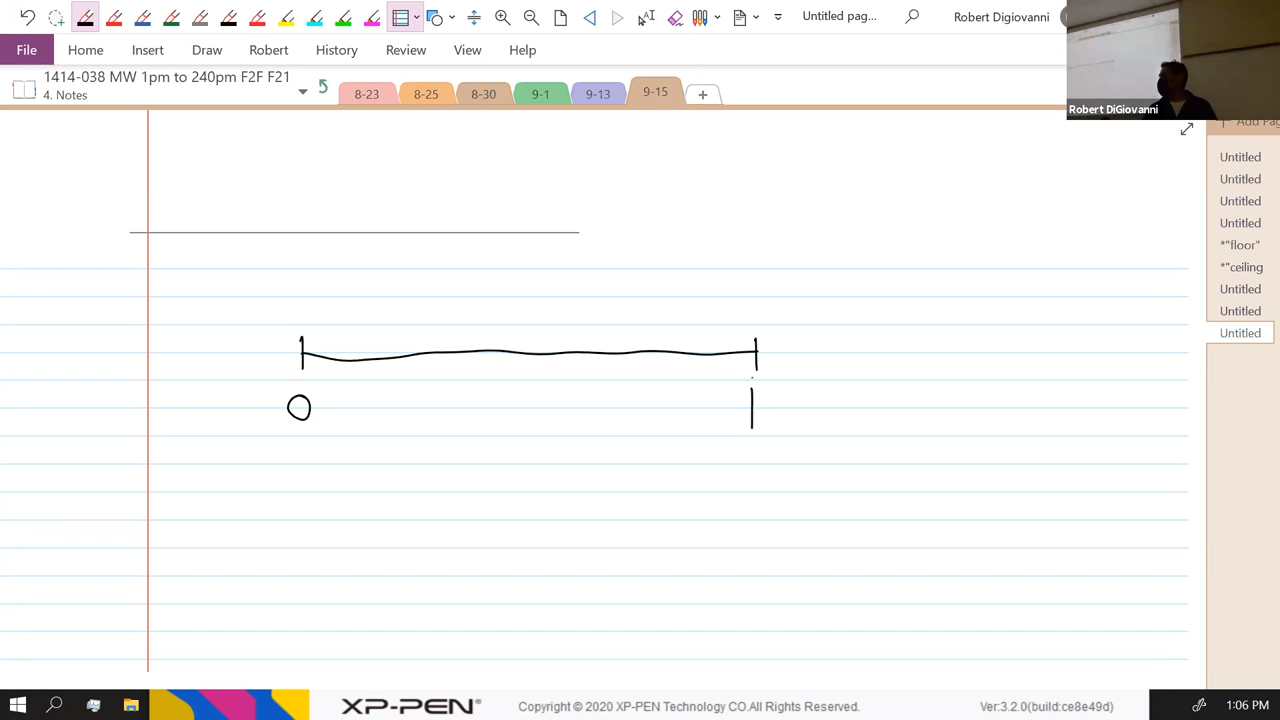 Untitled pag...
Robert Digiovanni
File
Home
Insert
Draw
Robert
History
Review
View
Help
1414-038 MW 1pm to 240pm F2F F21
4. Notes
8-23
8-25
8-30
9-1
9-13
9-15
Robert DiGiovanni
Add Pag
Untitled
Untitled
Untitled
Untitled
*"floor"
*"ceiling
Untitled
Untitled
Untitled
0
1
XP-PEN®
Copyright © 2020 XP-PEN Technology CO.All Rights Reserved.
Ver:3.2.0(build:ce8e49d)
1:06 PM